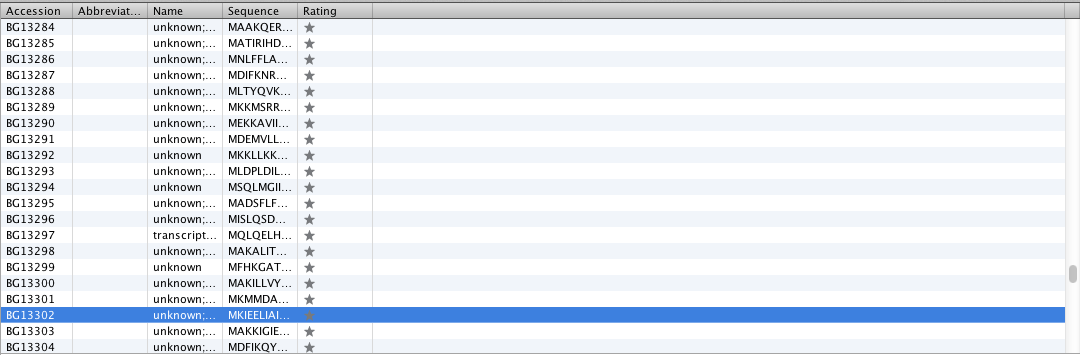 Accession Abbreviat... Name Sequence Rating
BG13284 unknown;... MAAKQER...
BG13285 unknown;... MATIRIHD...
BG13286 unknown;... MNLFFLA...
BG13287 unknown;... MDIFKNR...
BG13288 unknown;... MLTYQVK...
BG13289 unknown;... MKKMSRR...
BG13290 unknown;... MEKKAVII...
BG13291 unknown;... MDEMVLL...
BG13292 unknown MKKLLKK...
BG13293 unknown;... MLDPLDIL...
BG13294 unknown MSQLMGII...
BG13295 unknown;... MADSFLF...
BG13296 unknown;... MISLQSD...
BG13297 transcript... MQLQELH...
BG13298 unknown;... MAKALIT...
BG13299 unknown MFHKGAT...
BG13300 unknown;... MAKILLVY...
BG13301 unknown;... MKMMDA...
BG13302 unknown;... MKIEELIAI...
BG13303 unknown;... MAKKIGIE...
BG13304 unknown;... MDFIKQY...